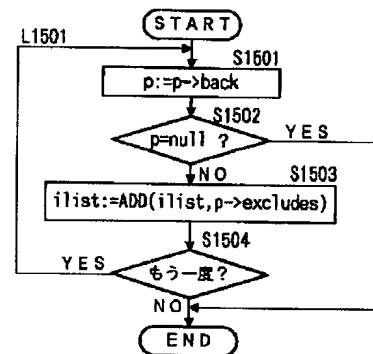 START
L1501
S1501
p:=p->back
S1502
p=null ?
YES
NO
S1503
ilist:=ADD(ilist,p->excludes)
S1504
YES
もう一度?
NO
END